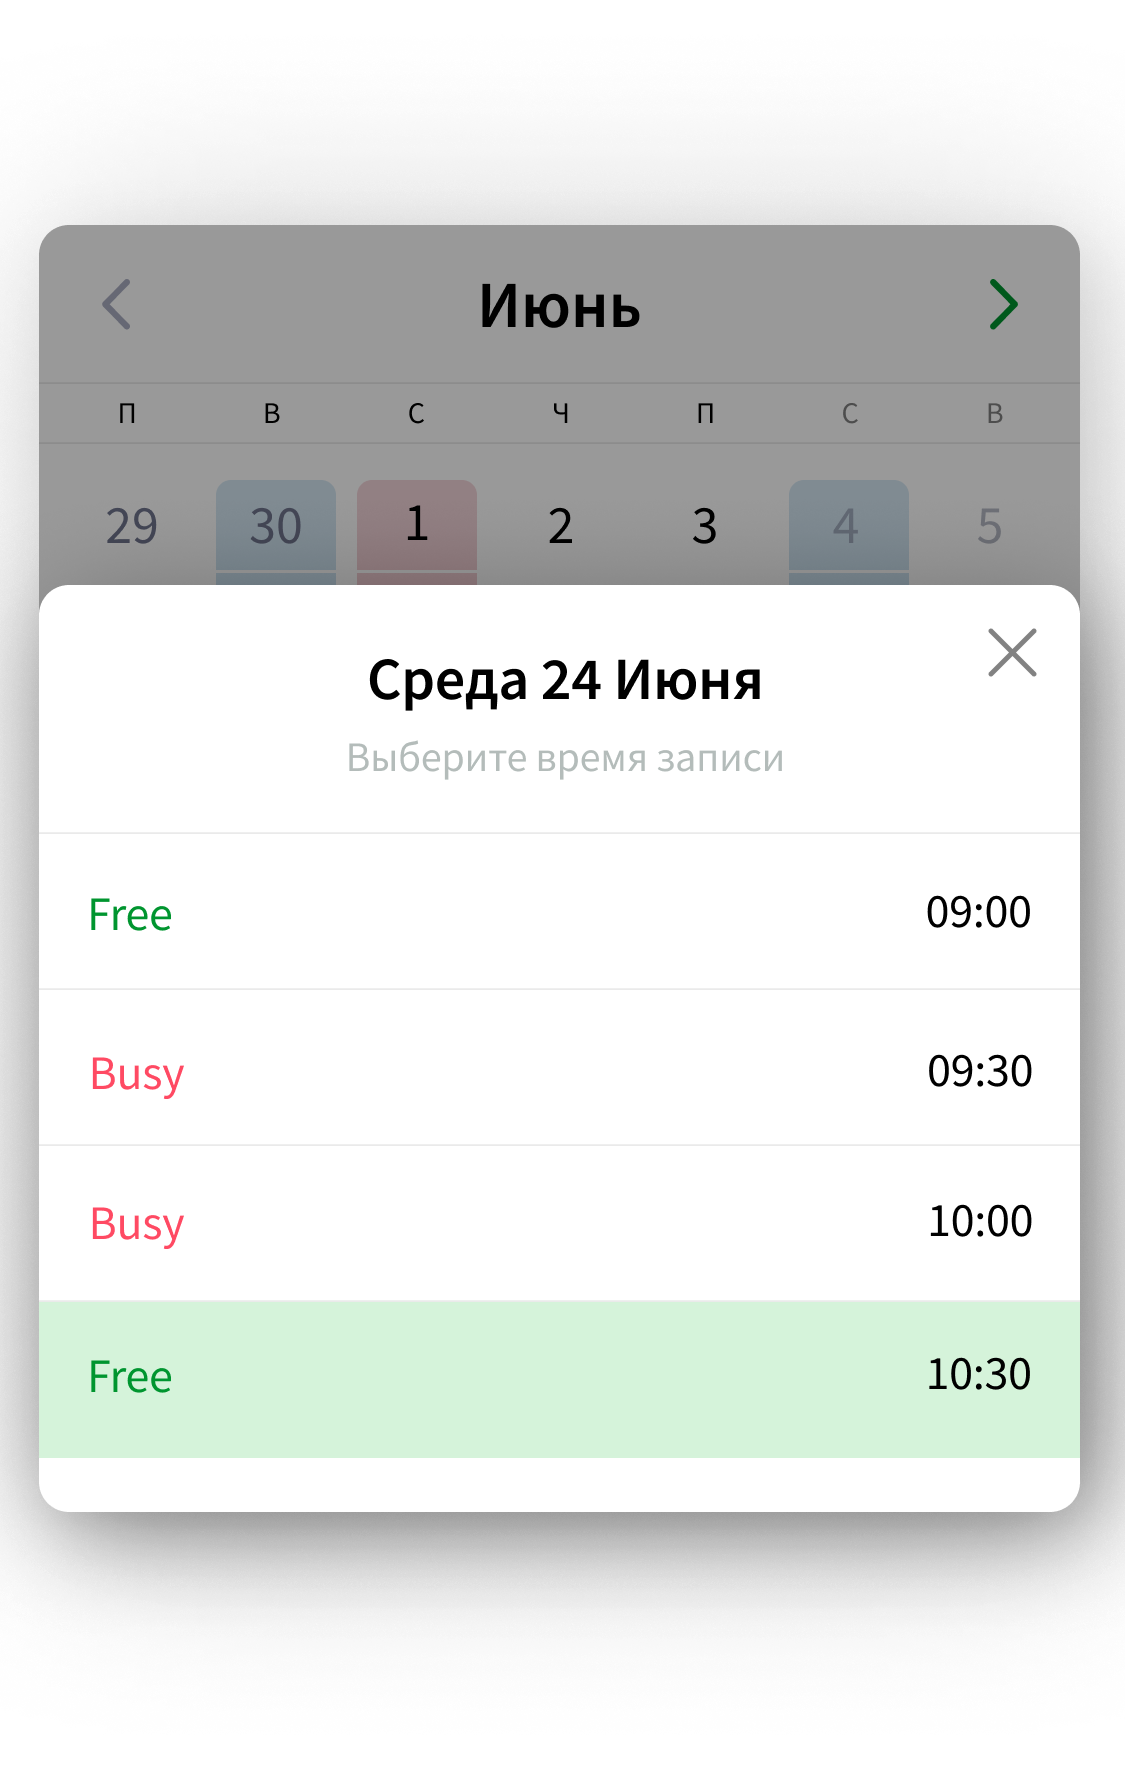 Июнь
П В С Ч П С В
29 30 1 2 3 4 5
Среда 24 Июня
Выберите время записи
Free 09:00
Busy 09:30
Busy 10:00
Free 10:30